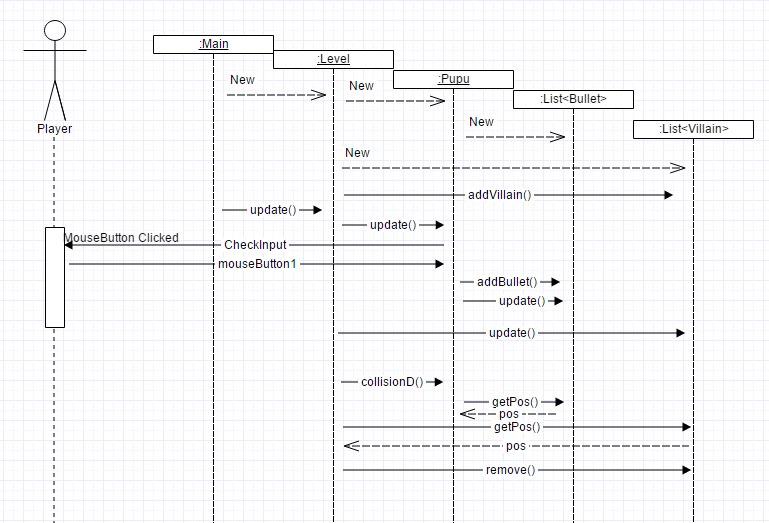 :Main
:Level
:Pupu
:List<Bullet>
:List<Villain>
Player
New
New
New
New
addVillain()
update()
update()
MouseButton Clicked
CheckInput
mouseButton1
addBullet()
update()
update()
collisionD()
getPos()
pos
getPos()
pos
remove()